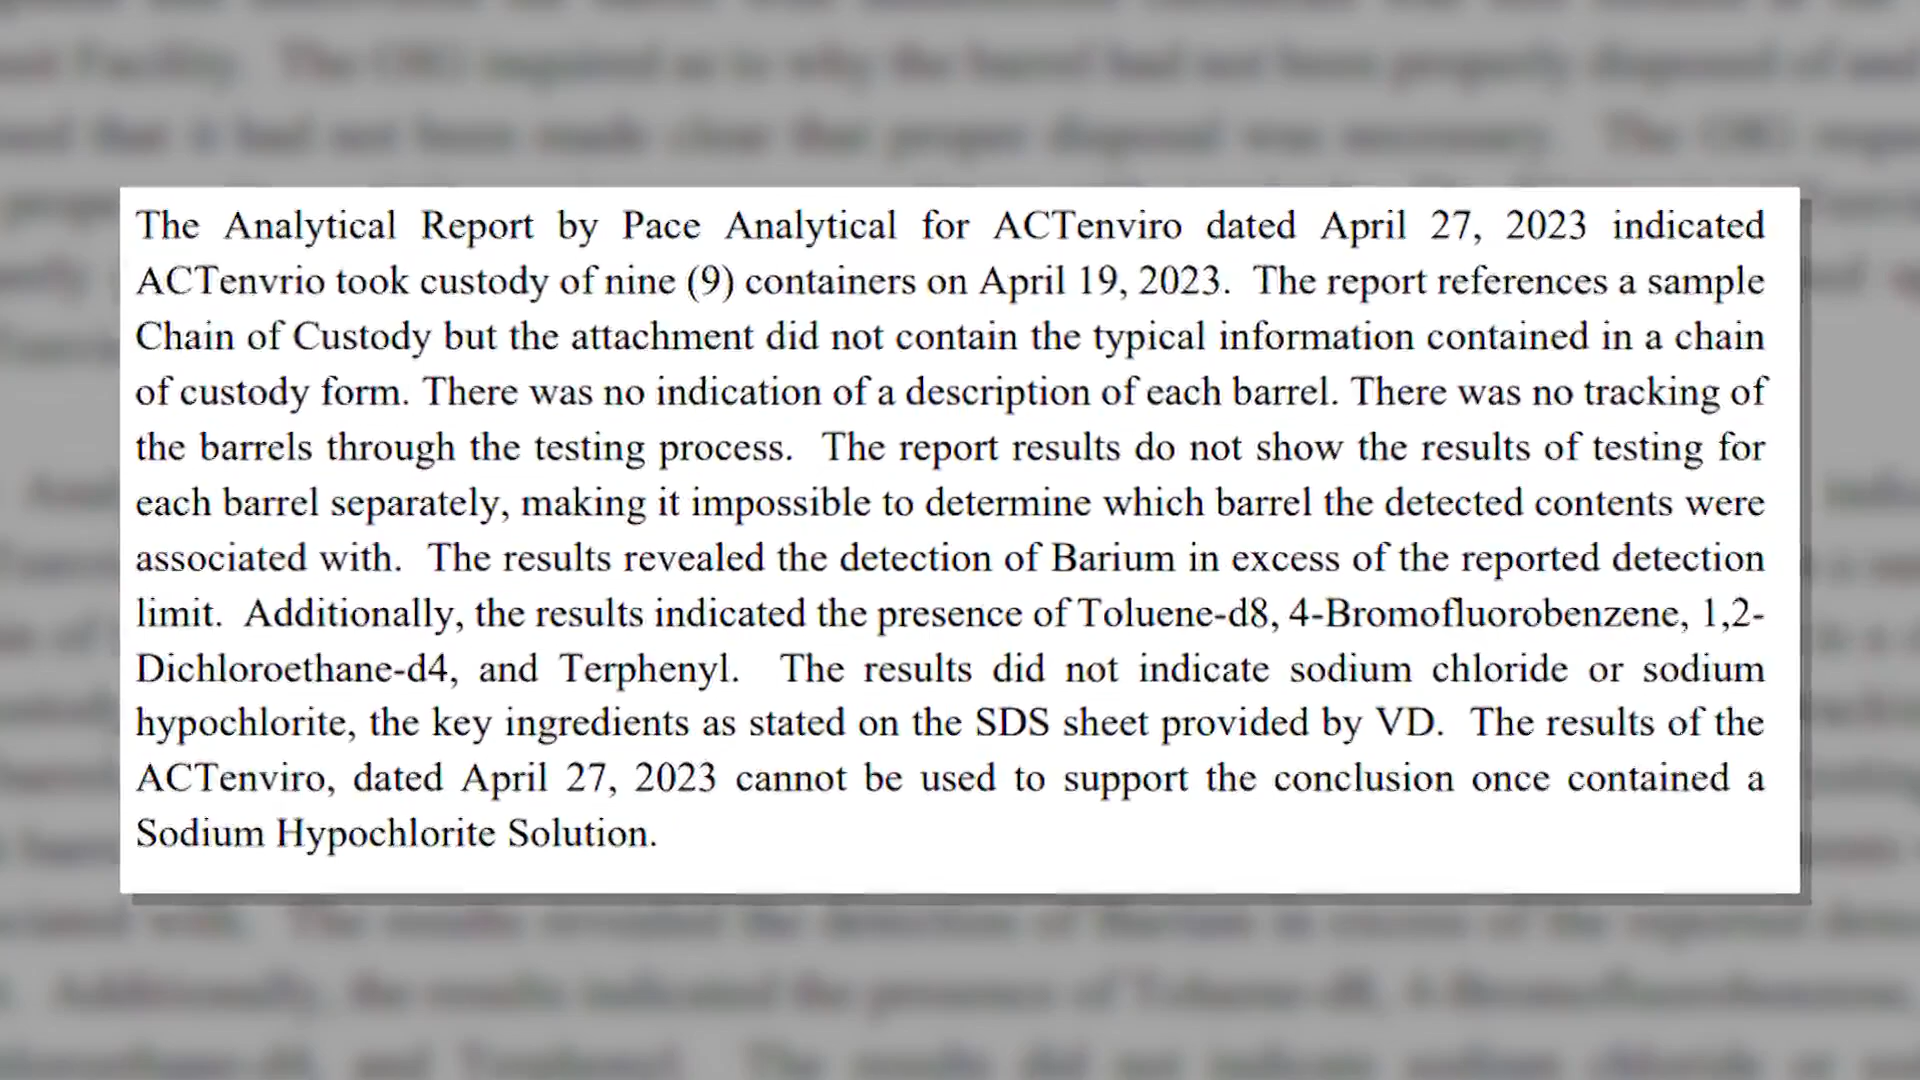 The Analytical Report by Pace Analytical for ACTenviro dated April 27, 2023 indicated
ACTenvrio took custody of nine (9) containers on April 19, 2023.  The report references a sample
Chain of Custody but the attachment did not contain the typical information contained in a chain
of custody form. There was no indication of a description of each barrel. There was no tracking of
the barrels through the testing process.  The report results do not show the results of testing for
each barrel separately, making it impossible to determine which barrel the detected contents were
associated with.  The results revealed the detection of Barium in excess of the reported detection
limit.  Additionally, the results indicated the presence of Toluene-d8, 4-Bromofluorobenzene, 1,2-
Dichloroethane-d4, and Terphenyl.  The results did not indicate sodium chloride or sodium
hypochlorite, the key ingredients as stated on the SDS sheet provided by VD.  The results of the
ACTenviro, dated April 27, 2023 cannot be used to support the conclusion once contained a
Sodium Hypochlorite Solution.